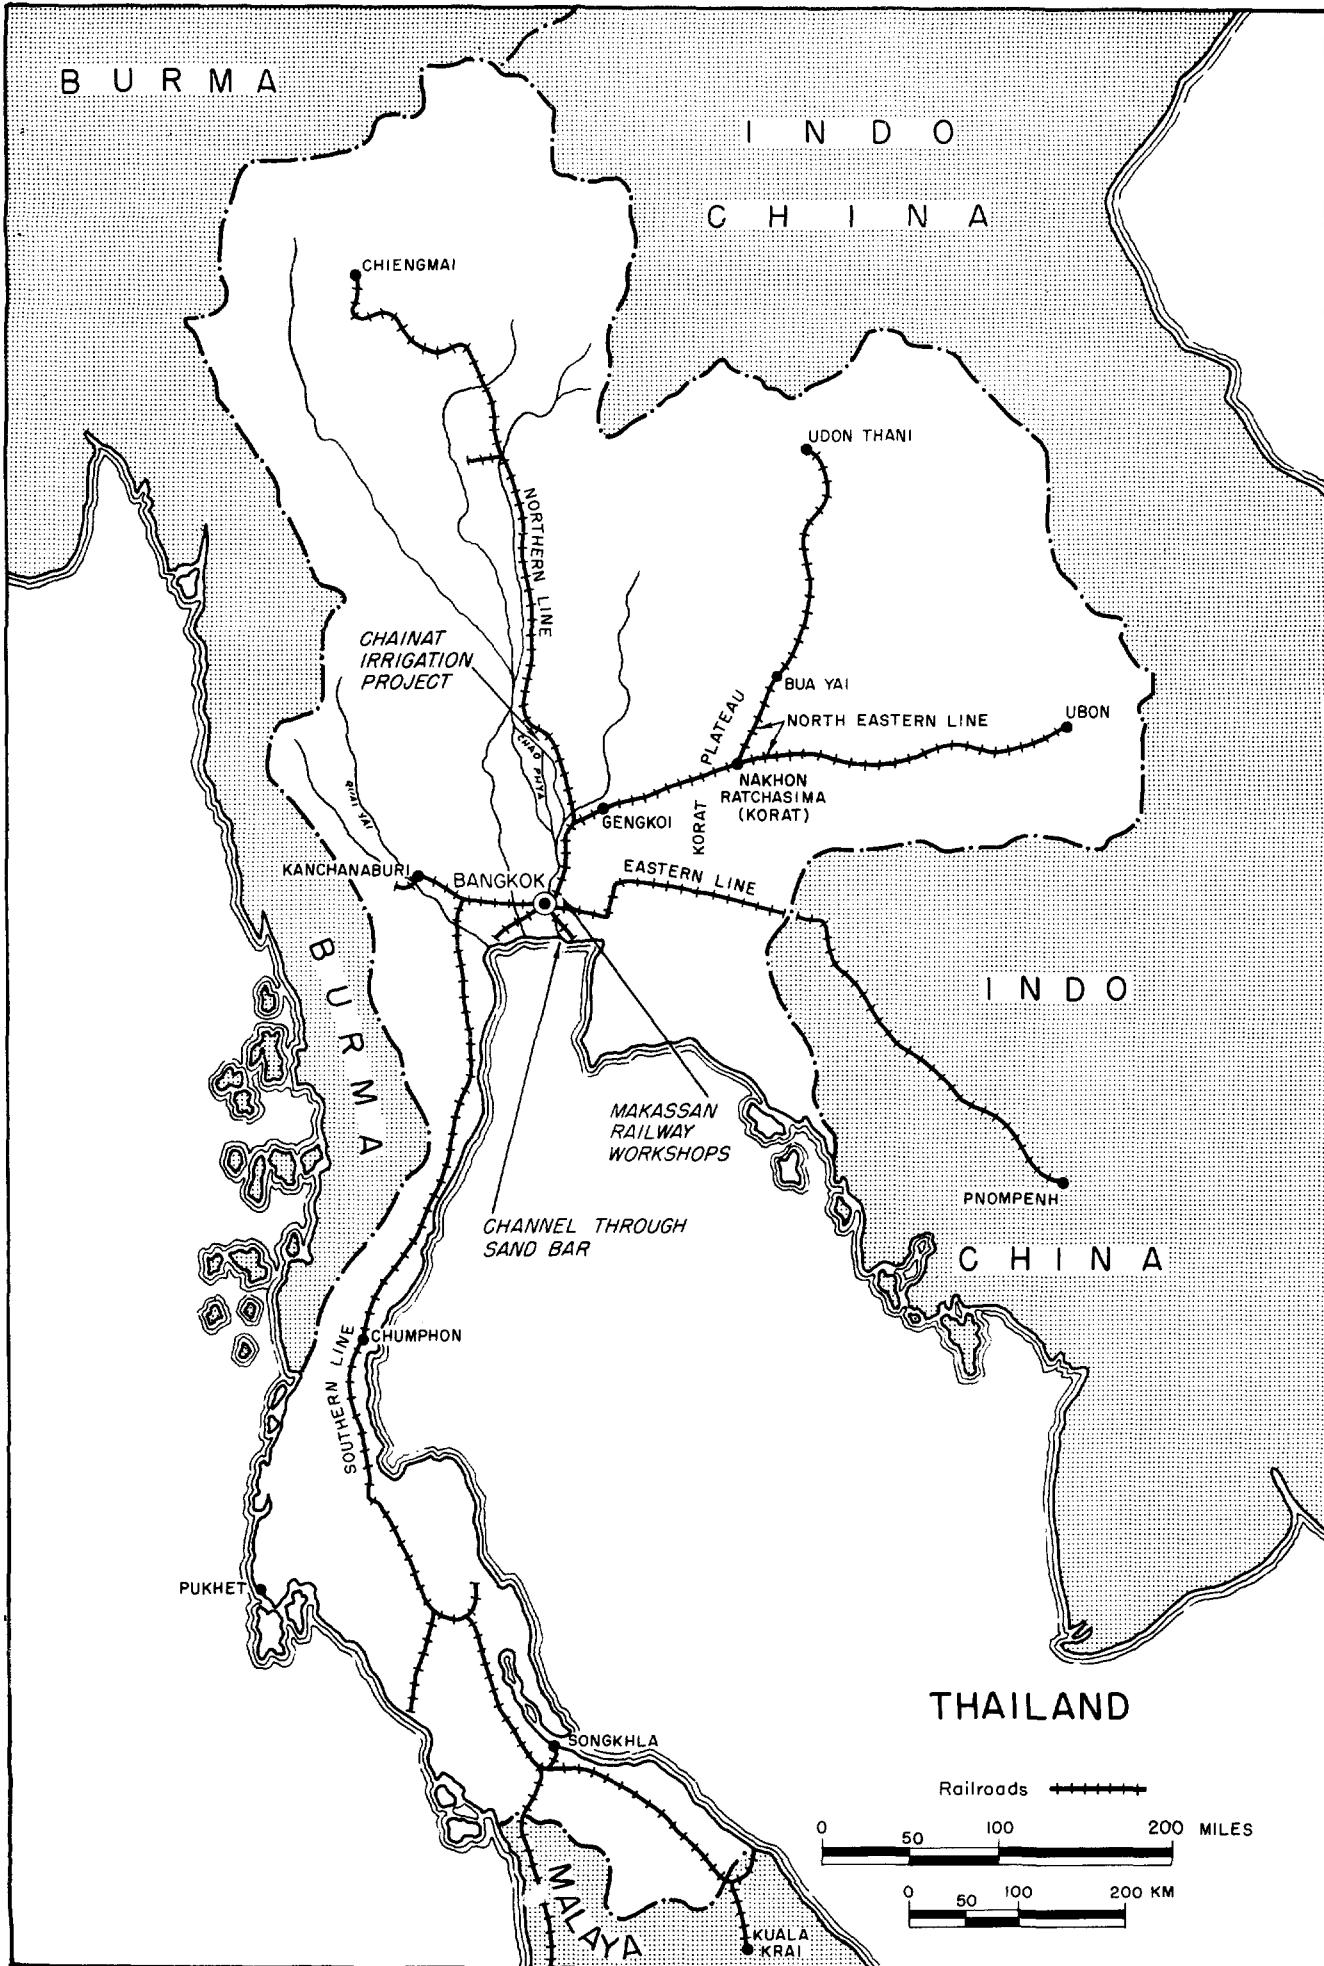 BURMA
INDO
CHINA
CHIENGMAI
UDON THANI
NORTHERN LINE
CHAINAT
IRRIGATION
PROJECT
BUA YAI
PLATEAU
NORTH EASTERN LINE
UBON
CHAO PHYA
NAKHON
RATCHASIMA
(KORAT)
QUAI YAI
GENGKOI
KORAT
KANCHANABURI
BANGKOK
EASTERN LINE
BURMA
INDO
MAKASSAN
RAILWAY
WORKSHOPS
PNOMPENH
CHANNEL THROUGH
SAND BAR
CHINA
CHUMPHON
SOUTHERN LINE
PUKHET
THAILAND
SONGKHLA
Railroads
0 50 100 200 MILES
0 50 100 200 KM
MALAYA
KUALA
KRAI